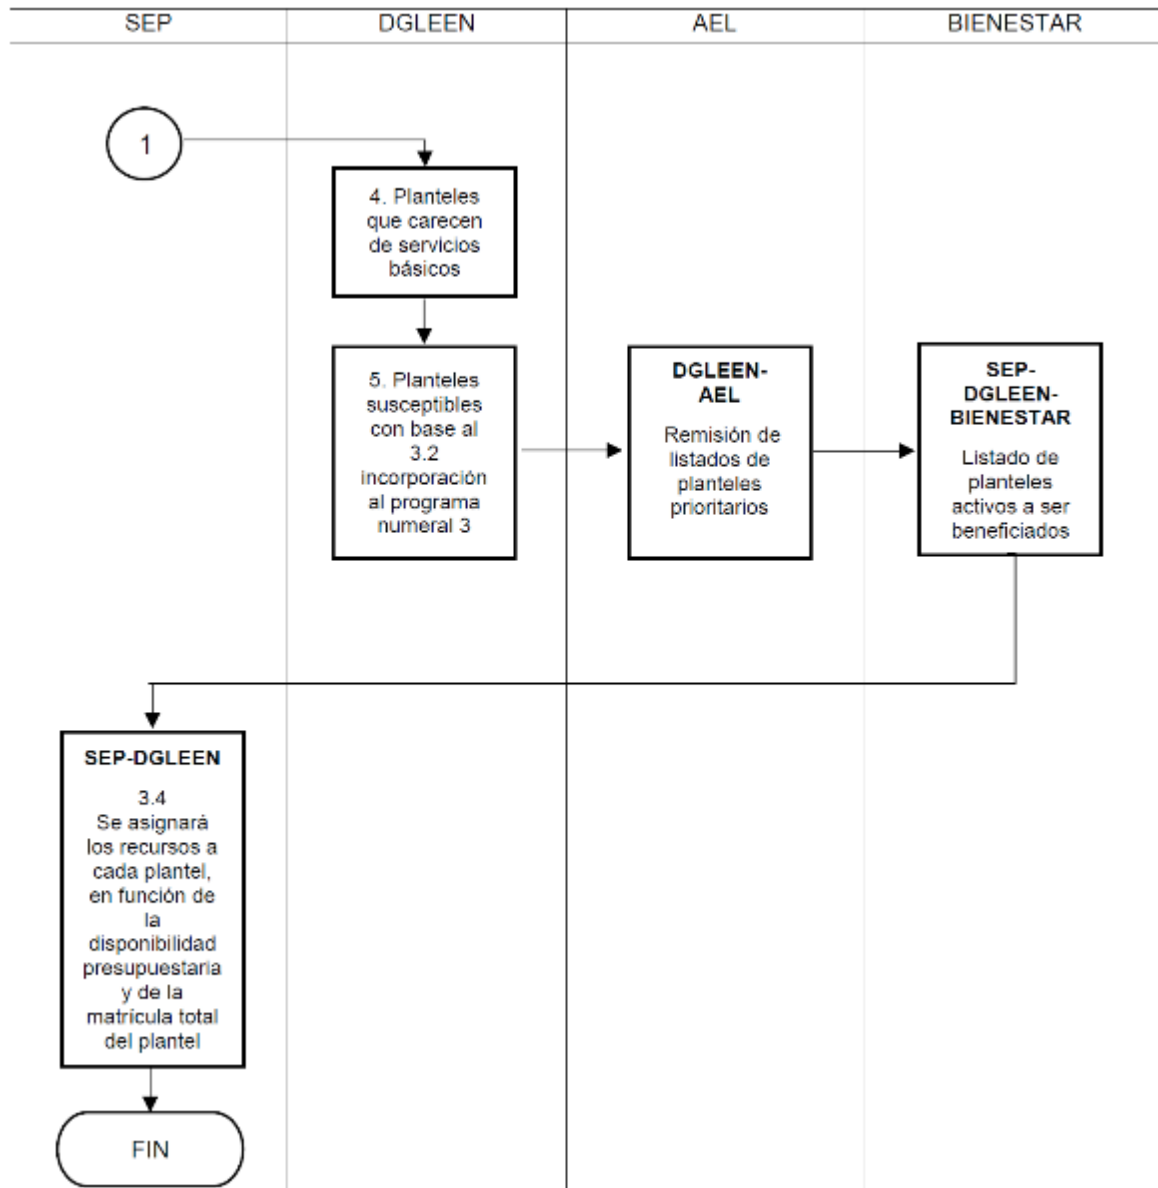 SEP DGLEEN AEL BIENESTAR
1
4. Planteles
que carecen
de servicios
básicos
5. Planteles
susceptibles
con base al
3.2
incorporación
al programa
numeral 3
DGLEEN-
AEL
Remisión de
listados de
planteles
prioritarios
SEP-
DGLEEN-
BIENESTAR
Listado de
planteles
activos a ser
beneficiados
SEP-DGLEEN
3.4
Se asignará
los recursos a
cada plantel,
en función de
la
disponibilidad
presupuestaria
y de la
matrícula total
del plantel
FIN